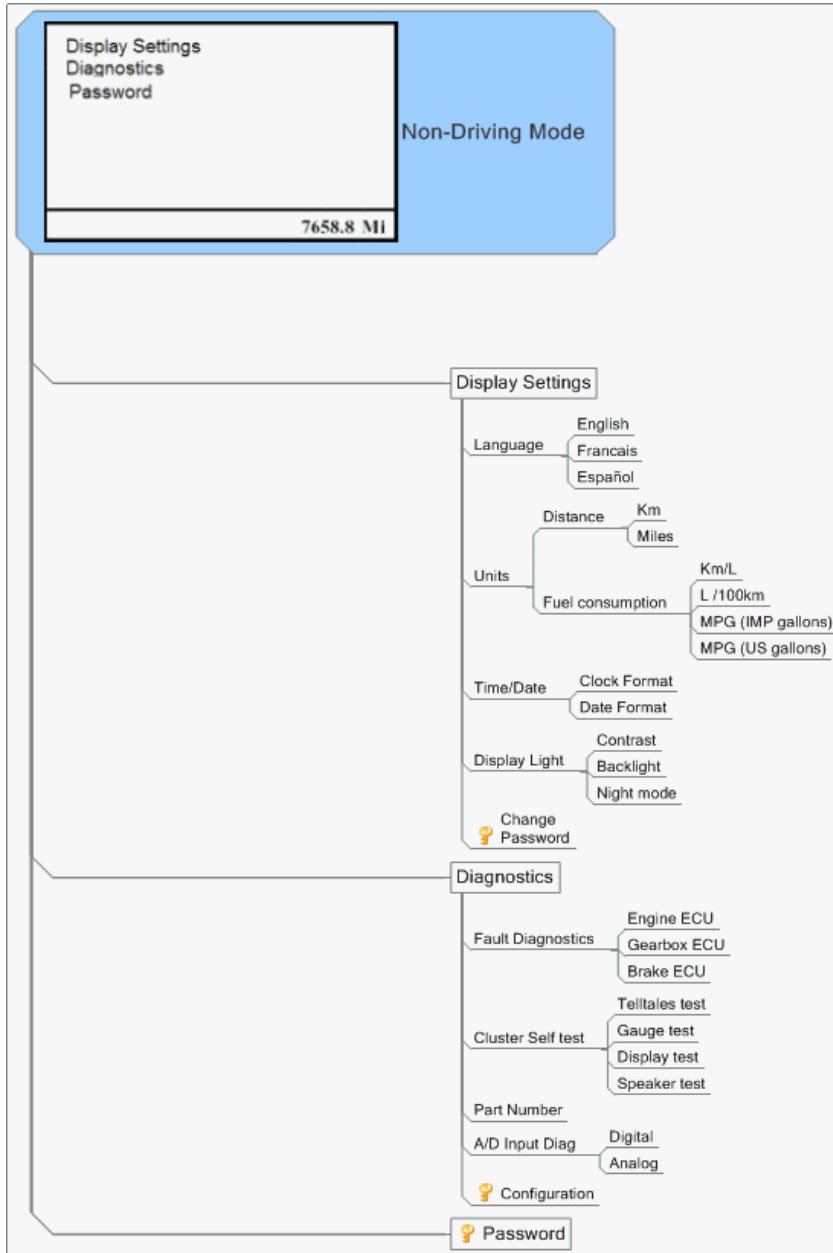 Display Settings
Diagnostics
Password
7658.8 Mi
Non-Driving Mode
Display Settings
Language
English
Francais
Español
Units
Distance
Km
Miles
Fuel consumption
Km/L
L /100km
MPG (IMP gallons)
MPG (US gallons)
Time/Date
Clock Format
Date Format
Display Light
Contrast
Backlight
Night mode
Change
Password
Diagnostics
Fault Diagnostics
Engine ECU
Gearbox ECU
Brake ECU
Cluster Self test
Telltales test
Gauge test
Display test
Speaker test
Part Number
A/D Input Diag
Digital
Analog
Configuration
Password